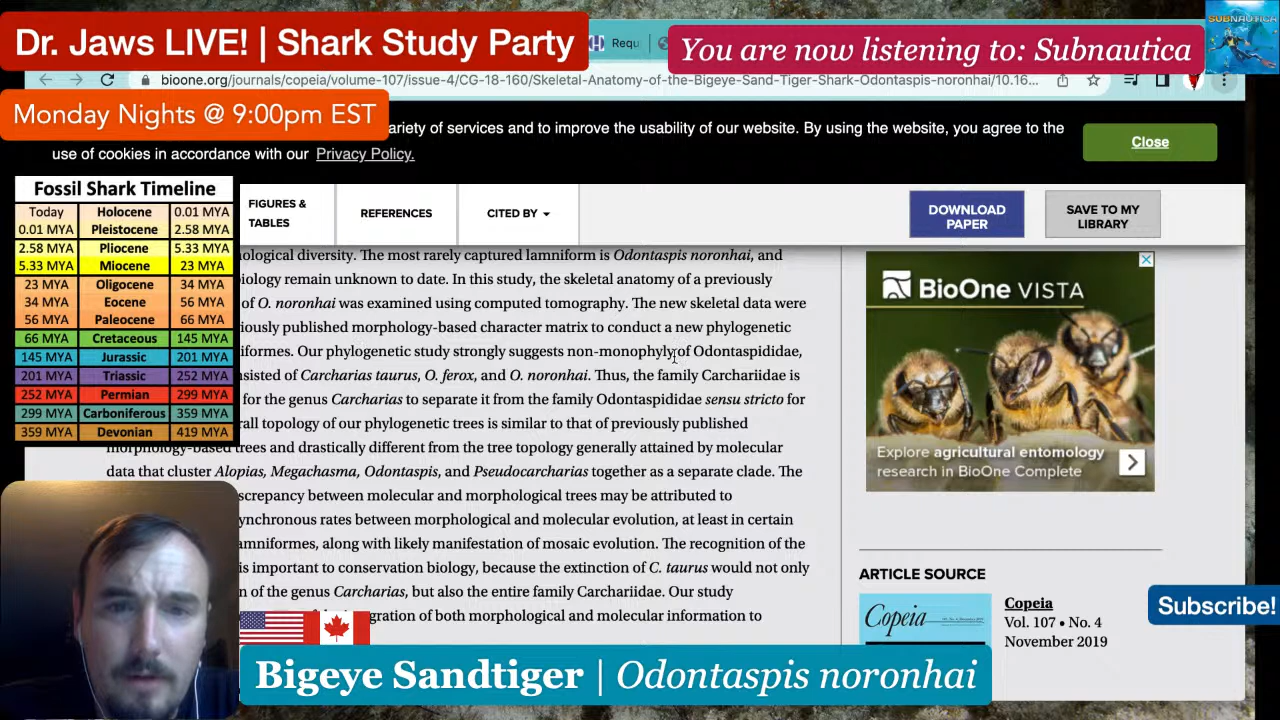 Dr. Jaws LIVE! | Shark Study Party
Requ
You are now listening to: Subnautica
SUBNAUTICA
bioone.org/journals/copeia/volume-107/issue-4/CG-18-160/Skeletal-Anatomy-of-the-Bigeye-Sand-Tiger-Shark-Odontaspis-noronhai/10.16...
Monday Nights @ 9:00pm EST
ariety of services and to improve the usability of our website. By using the website, you agree to the
use of cookies in accordance with our Privacy Policy.
Close
Fossil Shark Timeline
Today Holocene 0.01 MYA
0.01 MYA Pleistocene 2.58 MYA
2.58 MYA Pliocene 5.33 MYA
5.33 MYA Miocene 23 MYA
23 MYA Oligocene 34 MYA
34 MYA Eocene 56 MYA
56 MYA Paleocene 66 MYA
66 MYA Cretaceous 145 MYA
145 MYA Jurassic 201 MYA
201 MYA Triassic 252 MYA
252 MYA Permian 299 MYA
299 MYA Carboniferous 359 MYA
359 MYA Devonian 419 MYA
FIGURES &
TABLES
REFERENCES
CITED BY
DOWNLOAD
PAPER
SAVE TO MY
LIBRARY
ological diversity. The most rarely captured lamniform is Odontaspis noronhai, and
iology remain unknown to date. In this study, the skeletal anatomy of a previously
of O. noronhai was examined using computed tomography. The new skeletal data were
iously published morphology-based character matrix to conduct a new phylogenetic
iformes. Our phylogenetic study strongly suggests non-monophyly of Odontaspididae,
nsisted of Carcharias taurus, O. ferox, and O. noronhai. Thus, the family Carchariidae is
for the genus Carcharias to separate it from the family Odontaspididae sensu stricto for
rall topology of our phylogenetic trees is similar to that of previously published
morphology-based trees and drastically different from the tree topology generally attained by molecular
data that cluster Alopias, Megachasma, Odontaspis, and Pseudocarcharias together as a separate clade. The
screpancy between molecular and morphological trees may be attributed to
ynchronous rates between morphological and molecular evolution, at least in certain
amniformes, along with likely manifestation of mosaic evolution. The recognition of the
is important to conservation biology, because the extinction of C. taurus would not only
n of the genus Carcharias, but also the entire family Carchariidae. Our study
gration of both morphological and molecular information to
BioOne VISTA
Explore agricultural entomology
research in BioOne Complete
ARTICLE SOURCE
Copeia
Copeia
Vol. 107 • No. 4
November 2019
Subscribe!
Bigeye Sandtiger | Odontaspis noronhai